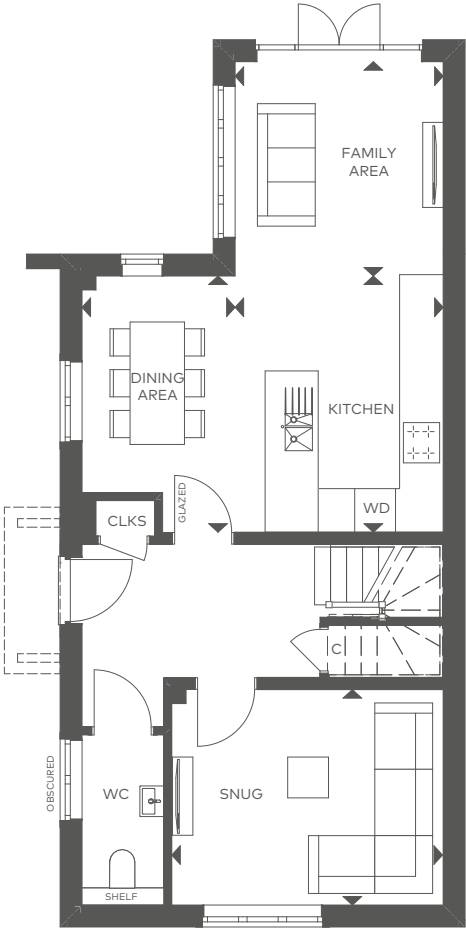 FAMILY
AREA
DINING
AREA
KITCHEN
GLAZED
WD
CLKS
C
OBSCURED
WC
SNUG
SHELF